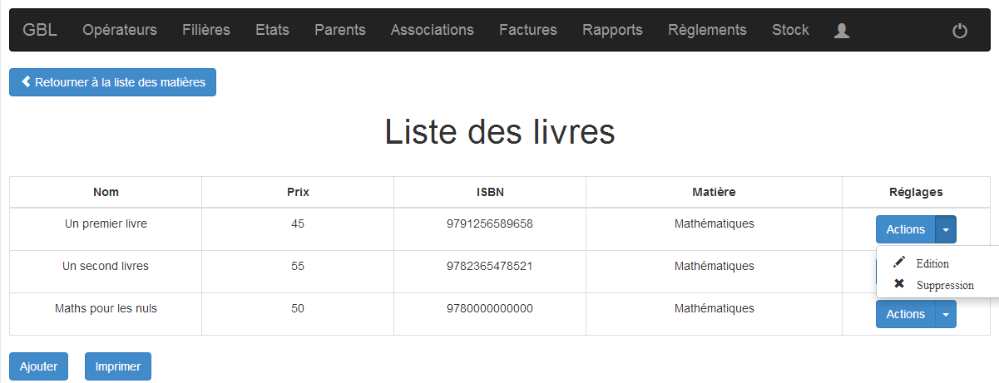 GBL Opérateurs Filières Etats Parents Associations Factures Rapports Règlements Stock
Retourner à la liste des matières
Liste des livres
Nom Prix ISBN Matière Réglages
Un premier livre 45 9791256589658 Mathématiques Actions
Edition
Un second livres 55 9782365478521 Mathématiques
Suppression
Maths pour les nuls 50 9780000000000 Mathématiques Actions
Ajouter Imprimer